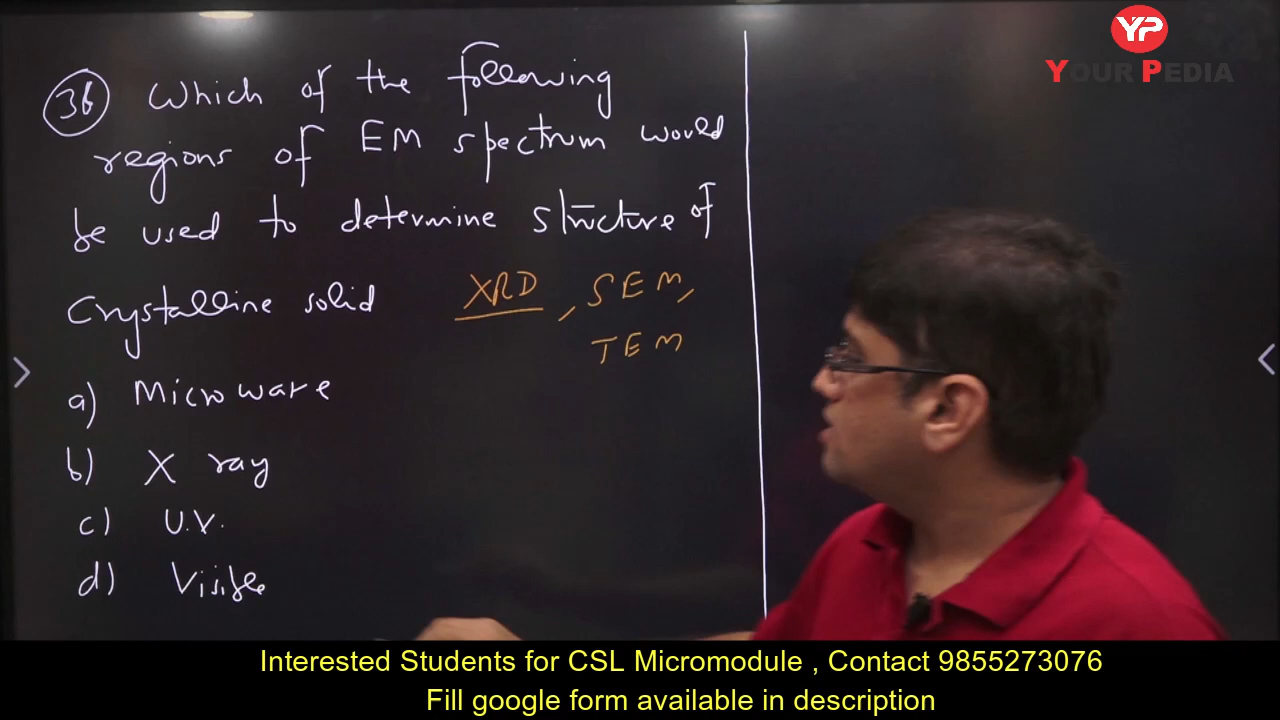 YP
YOUR PEDIA
36 Which of the following
regions of EM spectrum would
be used to determine structure of
Crystalline solid
XRD, SEM,
TEM
a) Microware
b) X ray
c) U.V.
d) Visible
Interested Students for CSL Micromodule , Contact 9855273076
Fill google form available in description